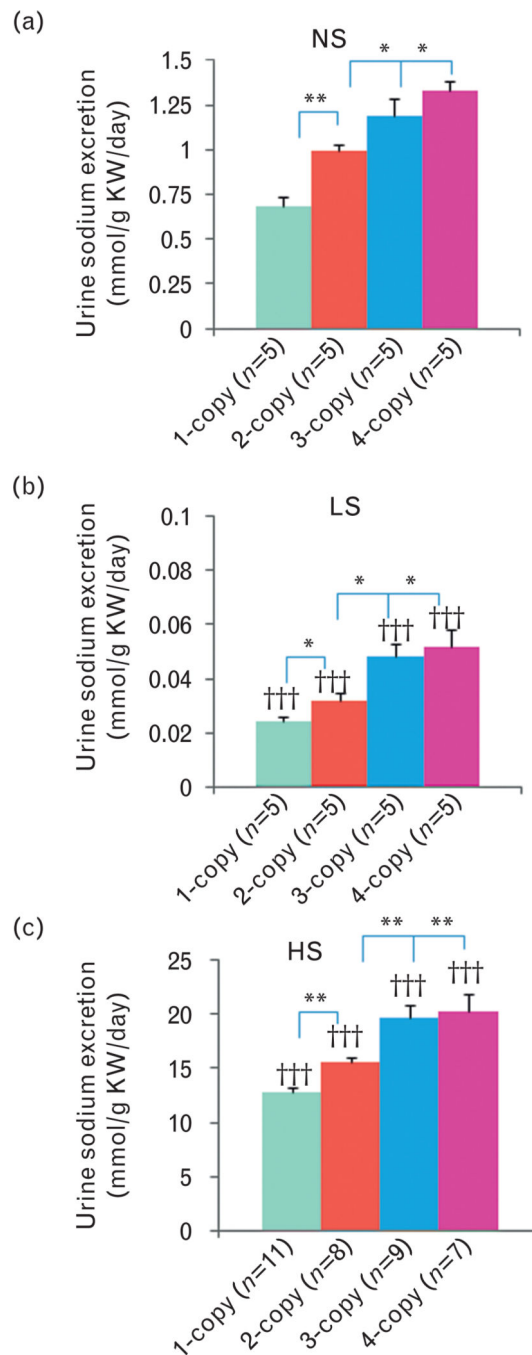 (a)
NS
Urine sodium excretion
(mmol/g KW/day)
1.5
1.25
1
0.75
0.5
0.25
0
**
*
*
1-copy (n=5)
2-copy (n=5)
3-copy (n=5)
4-copy (n=5)
(b)
LS
Urine sodium excretion
(mmol/g KW/day)
0.1
0.08
0.06
0.04
0.02
0
*
*
*
†††
†††
†††
†††
1-copy (n=5)
2-copy (n=5)
3-copy (n=5)
4-copy (n=5)
(c)
HS
Urine sodium excretion
(mmol/g KW/day)
25
20
15
10
5
0
**
**
**
†††
†††
†††
†††
1-copy (n=11)
2-copy (n=8)
3-copy (n=9)
4-copy (n=7)